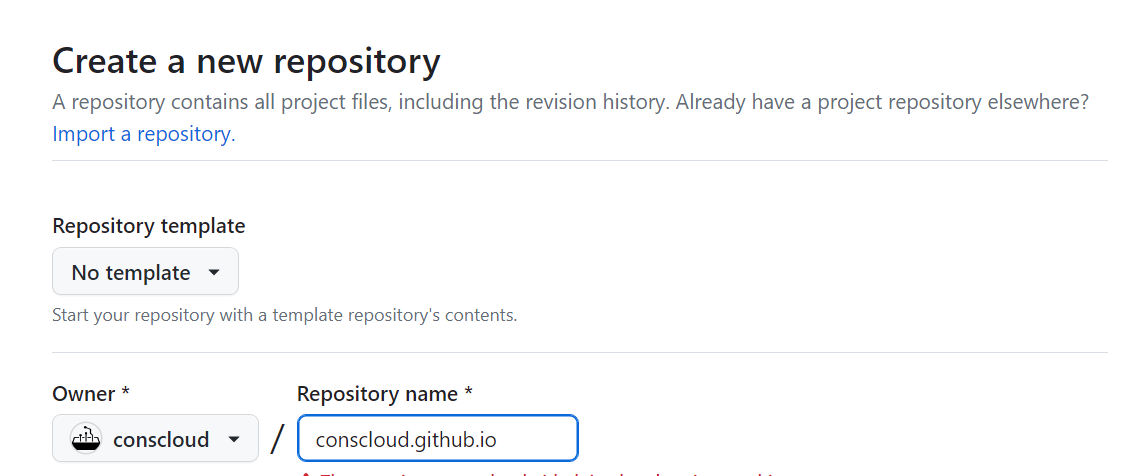 Create a new repository
A repository contains all project files, including the revision history. Already have a project repository elsewhere?
Import a repository.
Repository template
No template
Start your repository with a template repository's contents.
Owner *
Repository name *
conscloud / conscloud.github.io